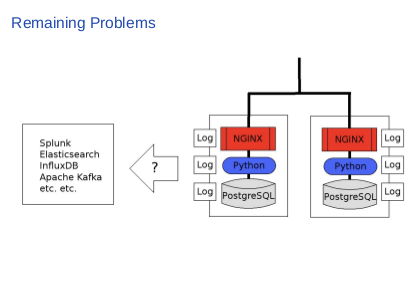 Remaining Problems
Splunk
Elasticsearch
InfluxDB
Apache Kafka
etc. etc.
?
Log
NGINX
Log
Python
Log
PostgreSQL
NGINX
Log
Python
Log
PostgreSQL
Log